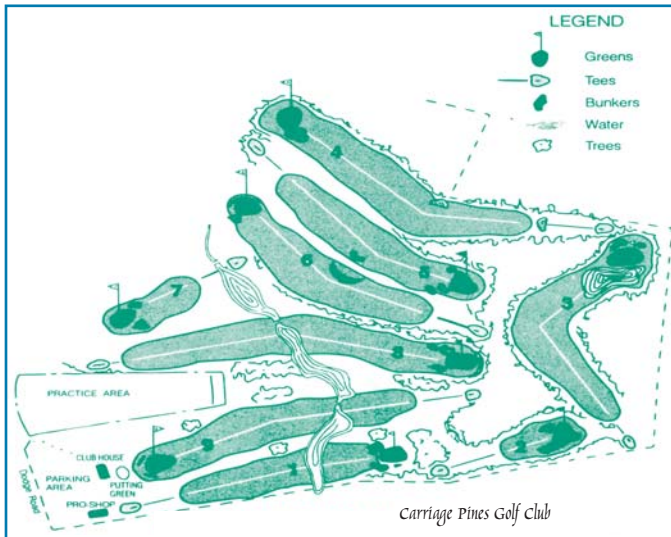 LEGEND
Greens
Tees
Bunkers
Water
Trees
4
5
6
3
7
8
PRACTICE AREA
9
2
1
CLUB HOUSE
PARKING AREA
PUTTING GREEN
PRO-SHOP
Dodge Road
Carriage Pines Golf Club